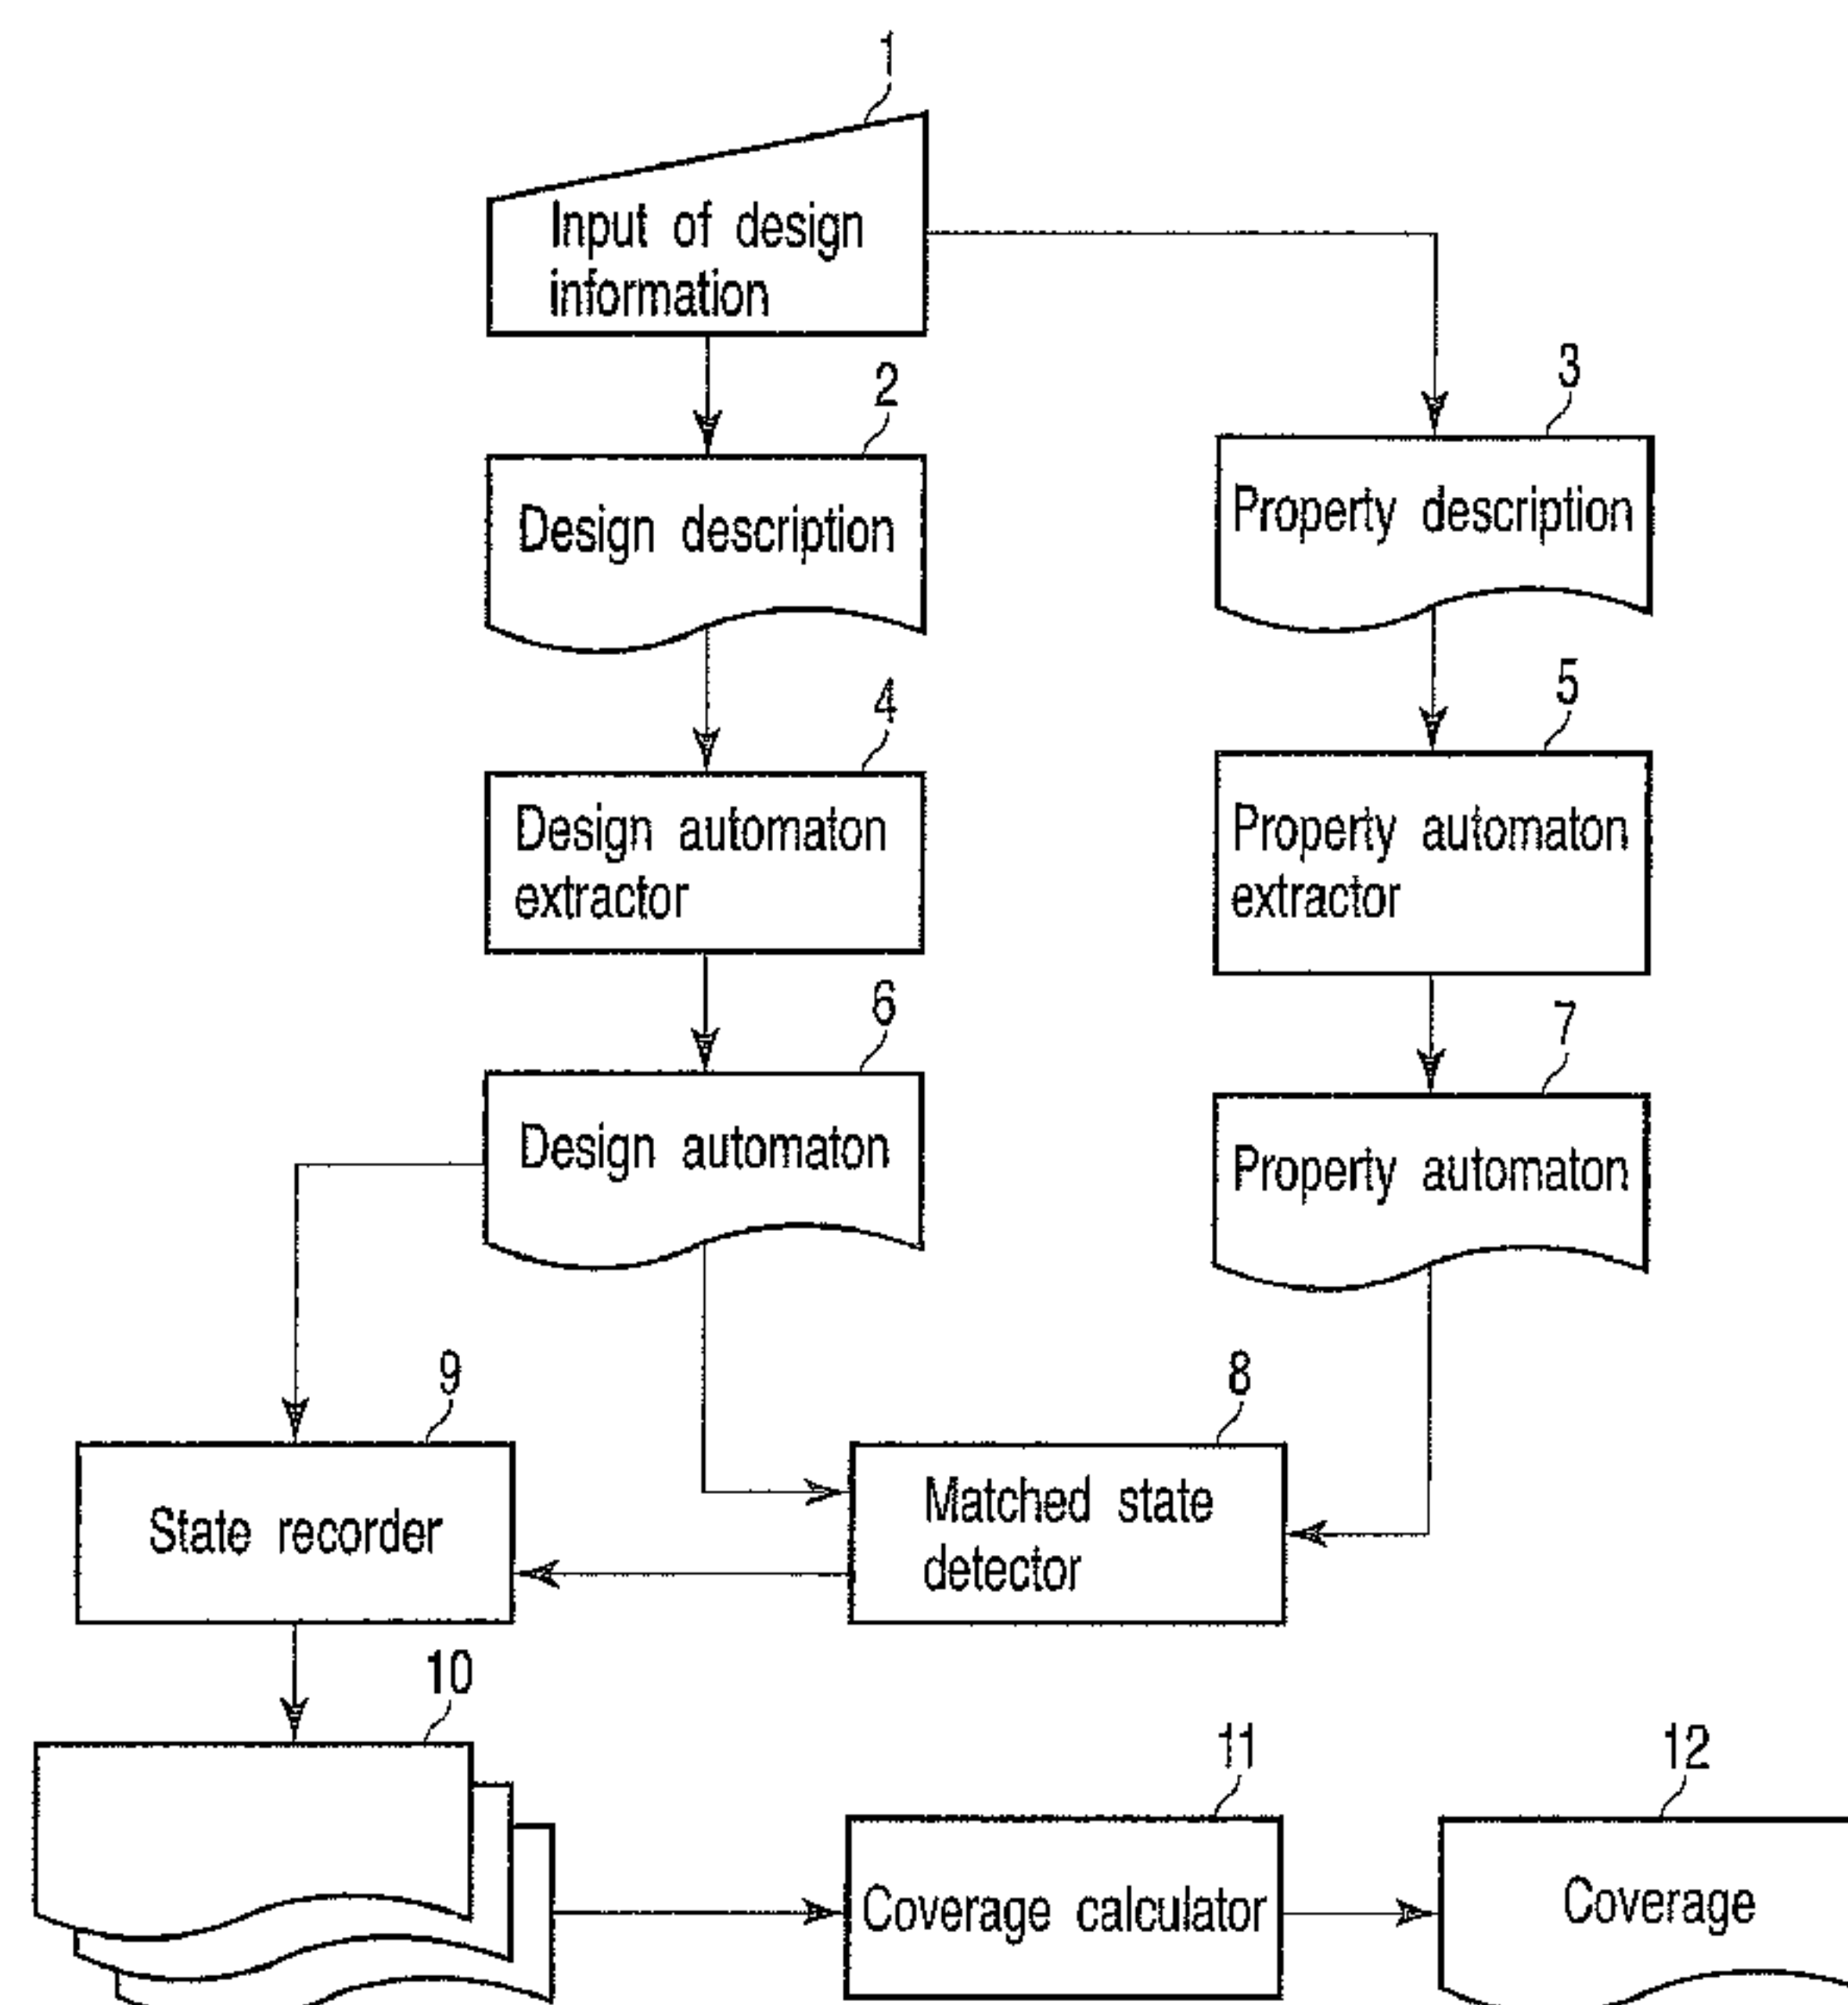 1
Input of design
information
2
3
Design description
Property description
4
5
Design automaton
extractor
Property automaton
extractor
6
7
Design automaton
Property automaton
9
8
State recorder
Matched state
detector
10
11
12
Coverage calculator
Coverage